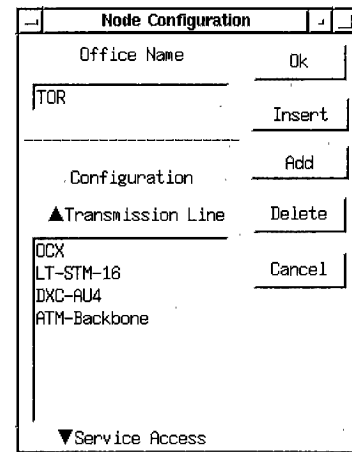 Node Configuration
Office Name
Ok
TOR
Insert
Add
Configuration
▲Transmission Line
Delete
OCX
LT-STM-16
DXC-AU4
ATM-Backbone
Cancel
▼Service Access